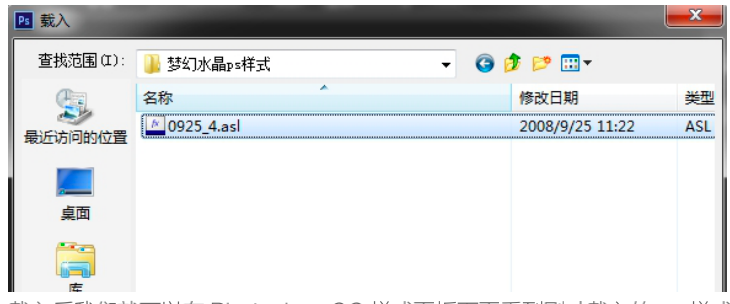 Ps 载入
查找范围(I): 梦幻水晶ps样式
名称 修改日期 类型
0925_4.asl 2008/9/25 11:22 ASL
最近访问的位置
桌面
库